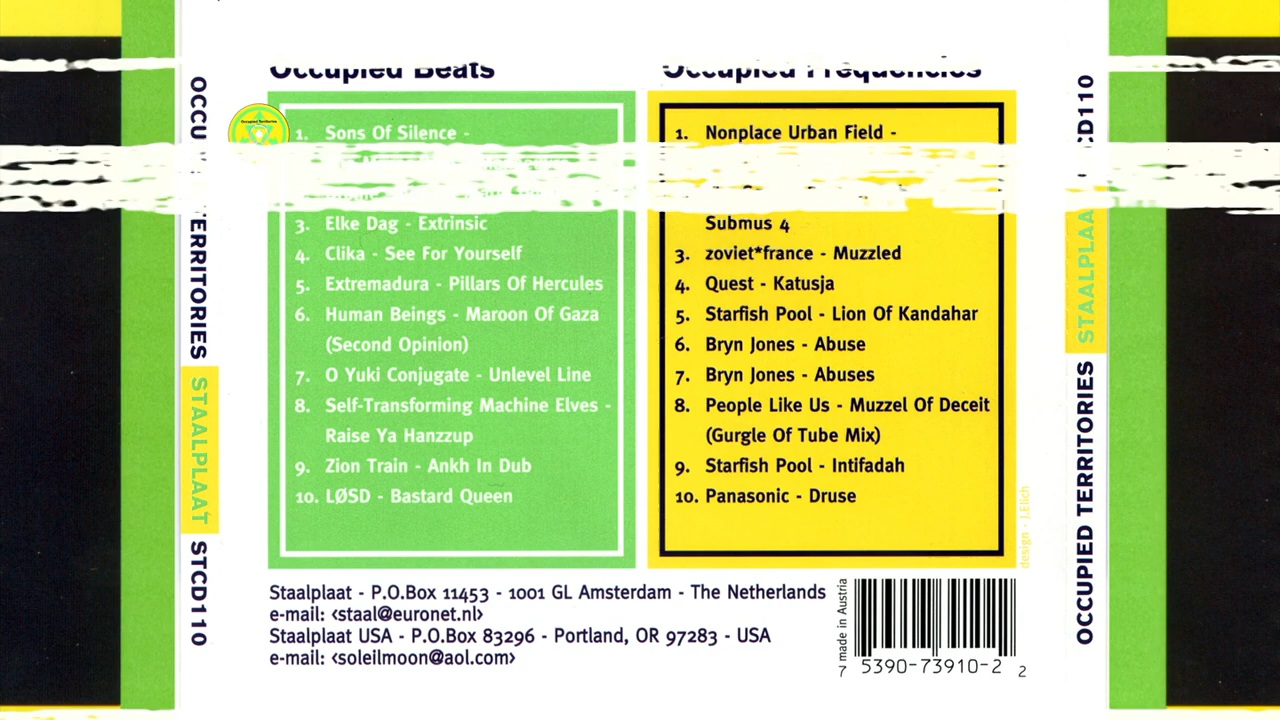 Occupied Beats
1. Sons Of Silence -
3. Elke Dag - Extrinsic
4. Clika - See For Yourself
5. Extremadura - Pillars Of Hercules
6. Human Beings - Maroon Of Gaza
(Second Opinion)
7. O Yuki Conjugate - Unlevel Line
8. Self-Transforming Machine Elves -
Raise Ya Hanzzup
9. Zion Train - Ankh In Dub
10. LØSD - Bastard Queen
Occupied Frequencies
1. Nonplace Urban Field -
Submus 4
3. zoviet*france - Muzzled
4. Quest - Katusja
5. Starfish Pool - Lion Of Kandahar
6. Bryn Jones - Abuse
7. Bryn Jones - Abuses
8. People Like Us - Muzzel Of Deceit
(Gurgle Of Tube Mix)
9. Starfish Pool - Intifadah
10. Panasonic - Druse
Staalplaat - P.O.Box 11453 - 1001 GL Amsterdam - The Netherlands
e-mail: <staal@euronet.nl>
Staalplaat USA - P.O.Box 83296 - Portland, OR 97283 - USA
e-mail: <soleilmoon@aol.com>
made in Austria
7 5390-73910-2 2
design - J.Elich
OCCU ERRITORIES STAALPLAAT STCD110
OCCUPIED TERRITORIES STAALPLAA CD110